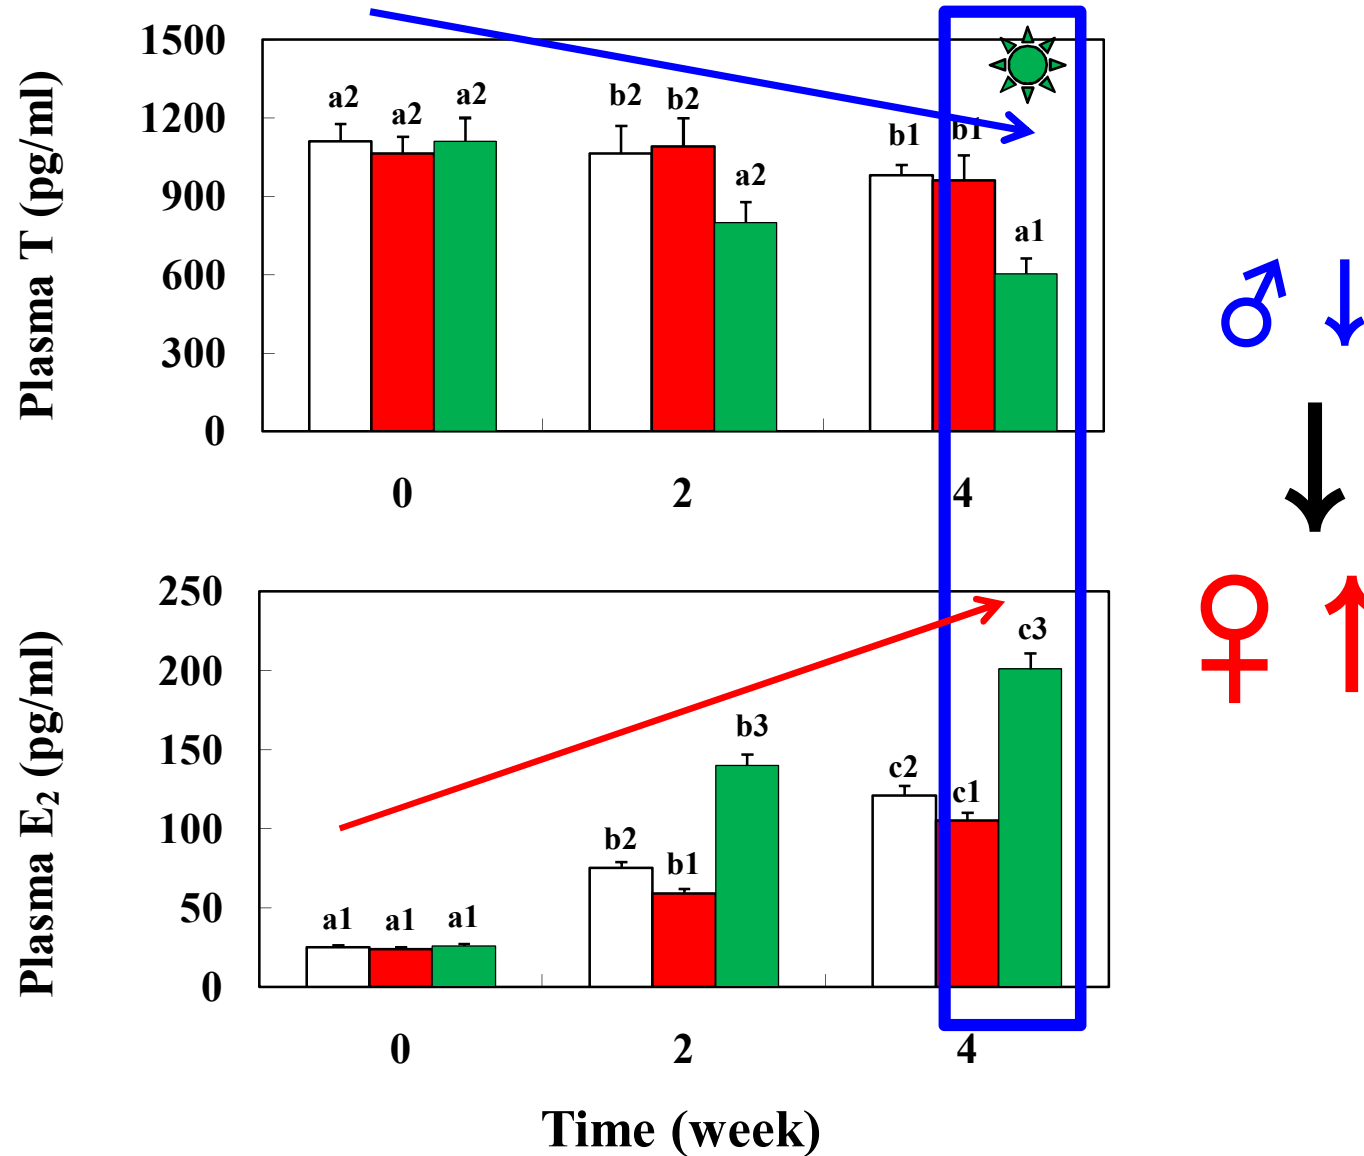 Plasma T (pg/ml)
1500
1200
900
600
300
0
a2 a2 a2
b2 b2 a2
b1 b1 a1
0 2 4
♂ ↓
↓
♀ ↑
Plasma E₂ (pg/ml)
250
200
150
100
50
0
a1 a1 a1
b2 b1 b3
c2 c1 c3
0 2 4
Time (week)